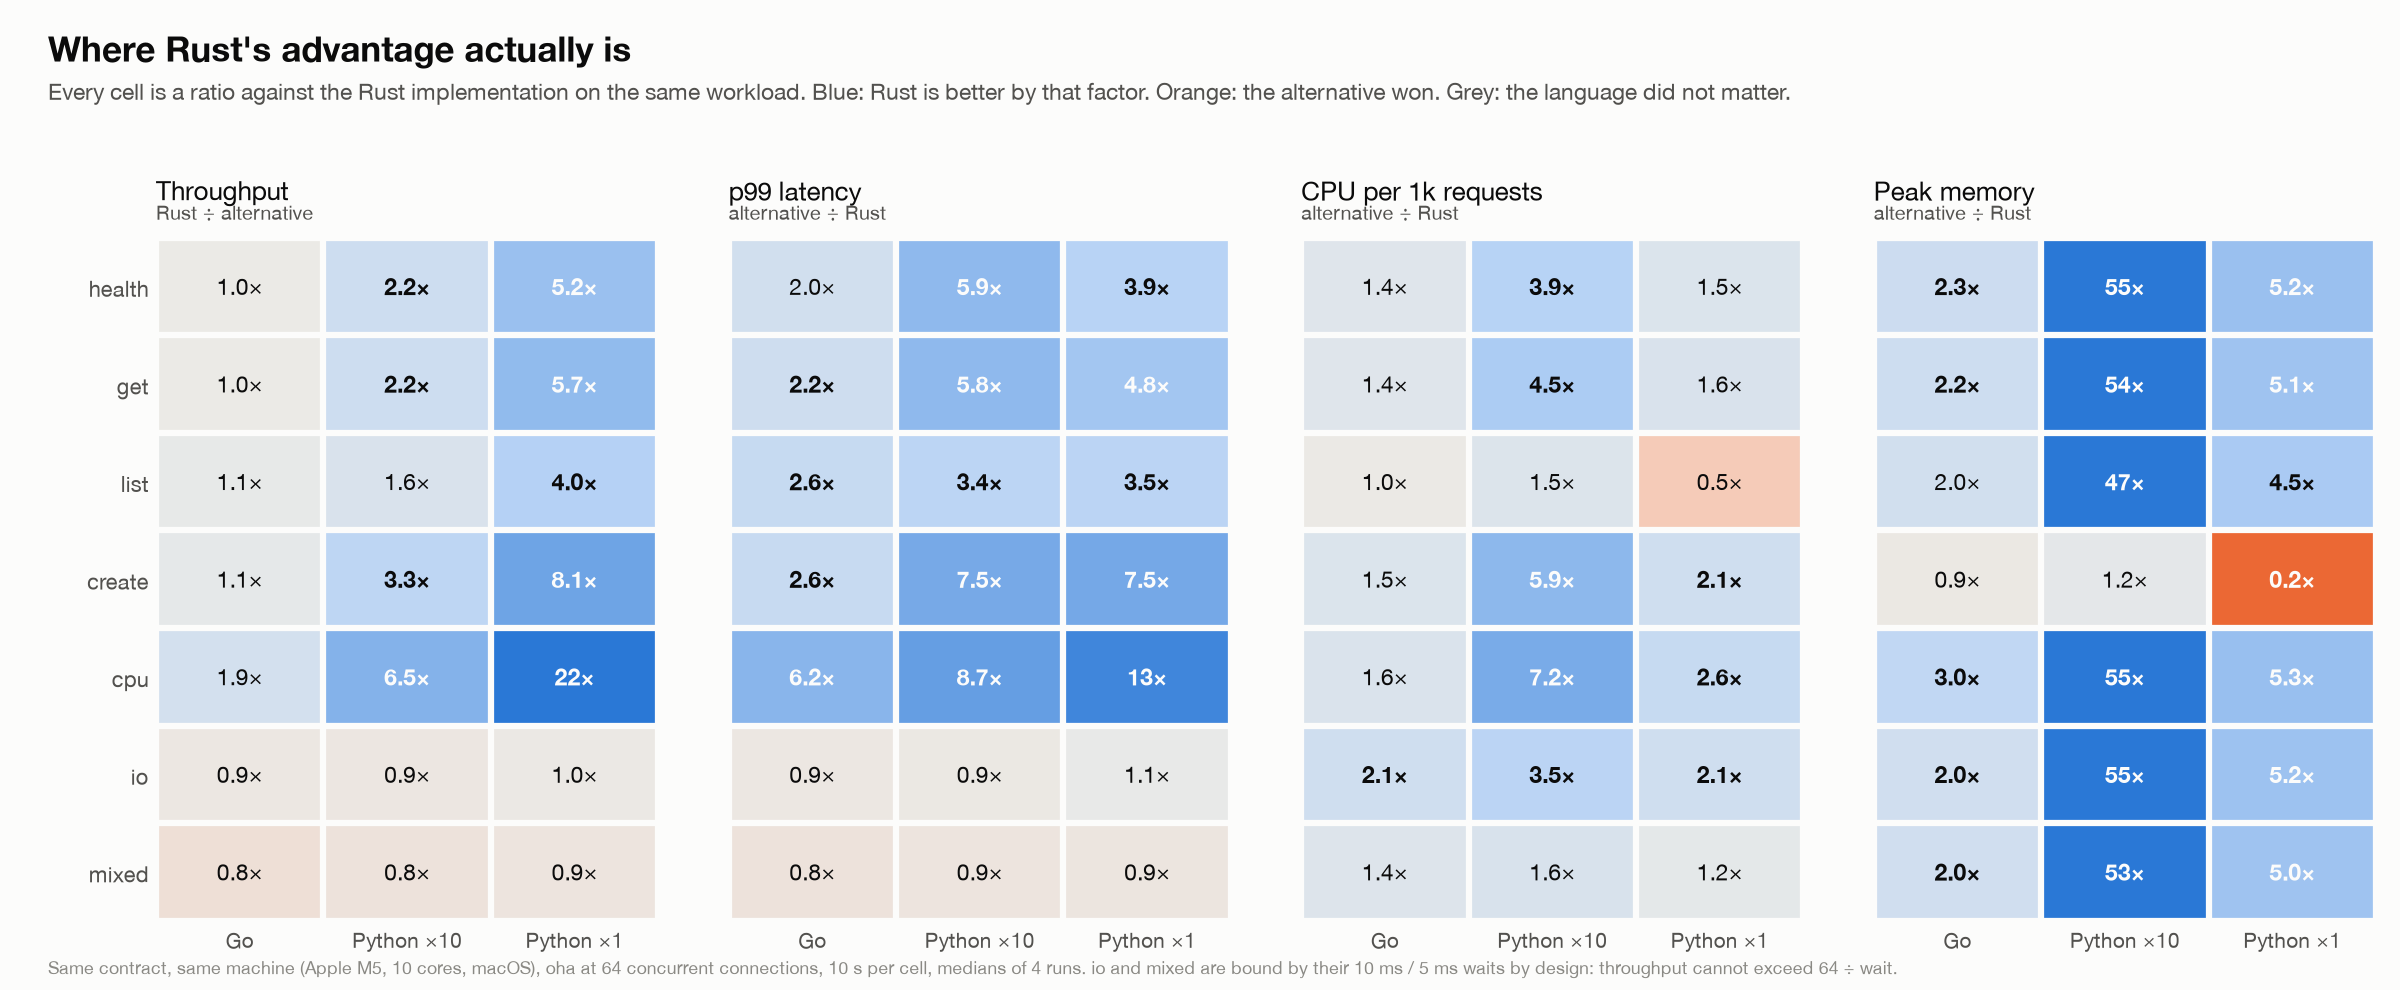 Where Rust's advantage actually is
Every cell is a ratio against the Rust implementation on the same workload. Blue: Rust is better by that factor. Orange: the alternative won. Grey: the language did not matter.
Throughput p99 latency CPU per 1k requests Peak memory
Rust ÷ alternative alternative ÷ Rust alternative ÷ Rust alternative ÷ Rust
health 1.0× 2.2× 5.2× 2.0× 5.9× 3.9× 1.4× 3.9× 1.5× 2.3× 55× 5.2×
get 1.0× 2.2× 5.7× 2.2× 5.8× 4.8× 1.4× 4.5× 1.6× 2.2× 54× 5.1×
list 1.1× 1.6× 4.0× 2.6× 3.4× 3.5× 1.0× 1.5× 0.5× 2.0× 47× 4.5×
create 1.1× 3.3× 8.1× 2.6× 7.5× 7.5× 1.5× 5.9× 2.1× 0.9× 1.2× 0.2×
cpu 1.9× 6.5× 22× 6.2× 8.7× 13× 1.6× 7.2× 2.6× 3.0× 55× 5.3×
io 0.9× 0.9× 1.0× 0.9× 0.9× 1.1× 2.1× 3.5× 2.1× 2.0× 55× 5.2×
mixed 0.8× 0.8× 0.9× 0.8× 0.9× 0.9× 1.4× 1.6× 1.2× 2.0× 53× 5.0×
Go Python ×10 Python ×1 Go Python ×10 Python ×1 Go Python ×10 Python ×1 Go Python ×10 Python ×1
Same contract, same machine (Apple M5, 10 cores, macOS), oha at 64 concurrent connections, 10 s per cell, medians of 4 runs. io and mixed are bound by their 10 ms / 5 ms waits by design: throughput cannot exceed 64 ÷ wait.